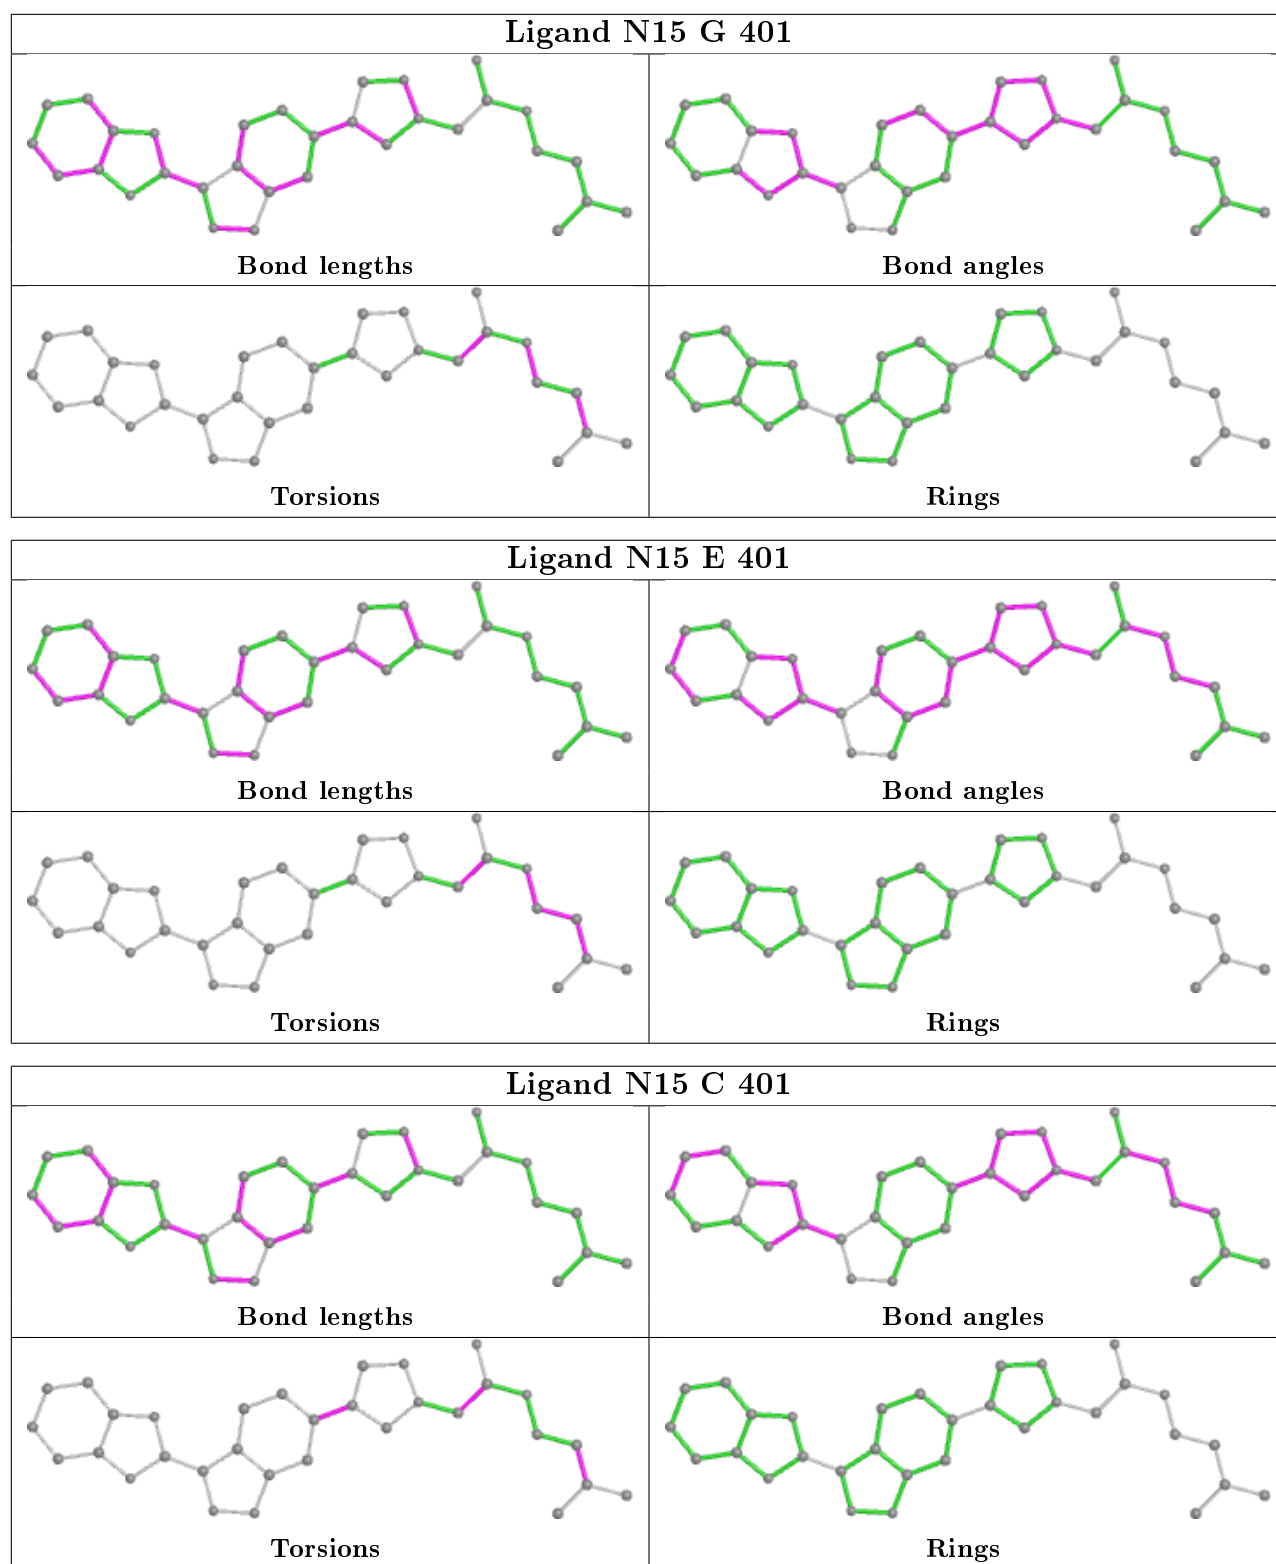 Ligand N15 G 401
Bond lengths
Bond angles
Torsions
Rings
Ligand N15 E 401
Bond lengths
Bond angles
Torsions
Rings
Ligand N15 C 401
Bond lengths
Bond angles
Torsions
Rings